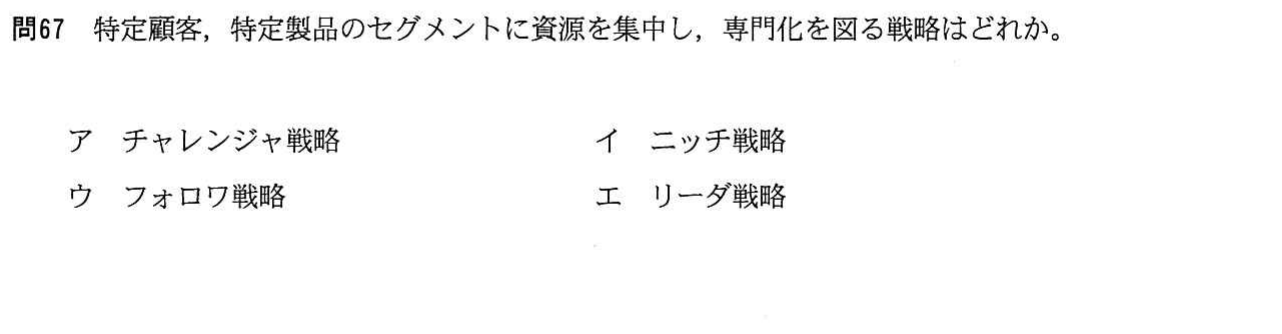 問67 特定顧客，特定製品のセグメントに資源を集中し，専門化を図る戦略はどれか。
ア チャレンジャ戦略 イ ニッチ戦略
ウ フォロワ戦略 エ リーダ戦略